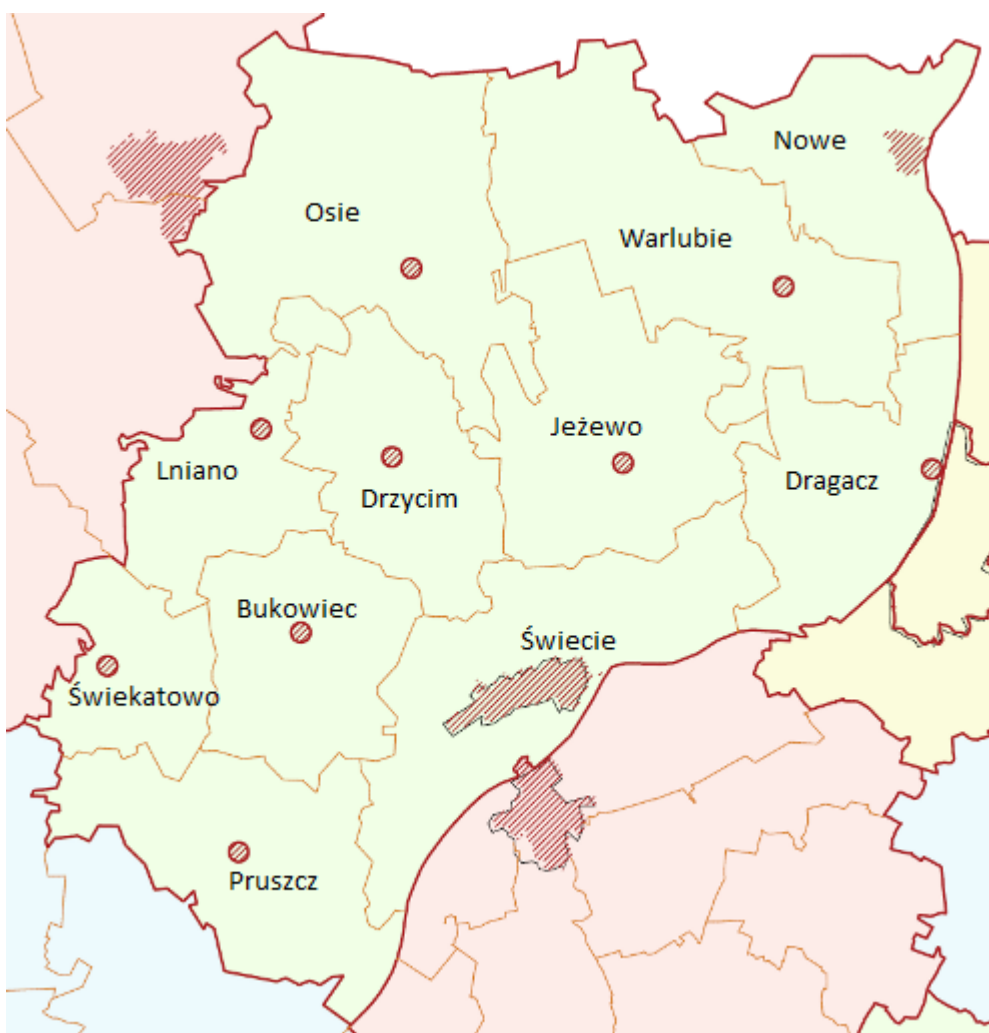 Nowe
Osie
Warlubie
Jeżewo
Lniano
Drzycim
Dragacz
Bukowiec
Świecie
Świekatowo
Pruszcz